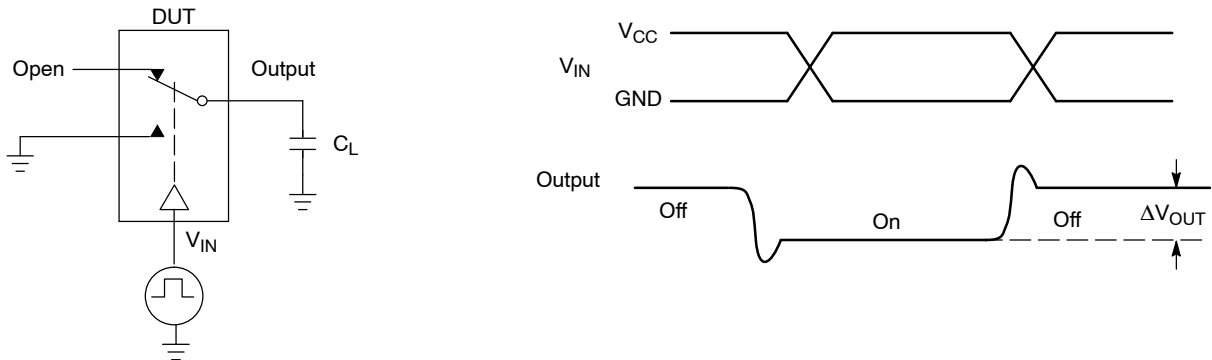 DUT
Open
Output
C_L
V_IN
V_CC
V_IN
GND
Output
Off
On
Off
ΔV_OUT